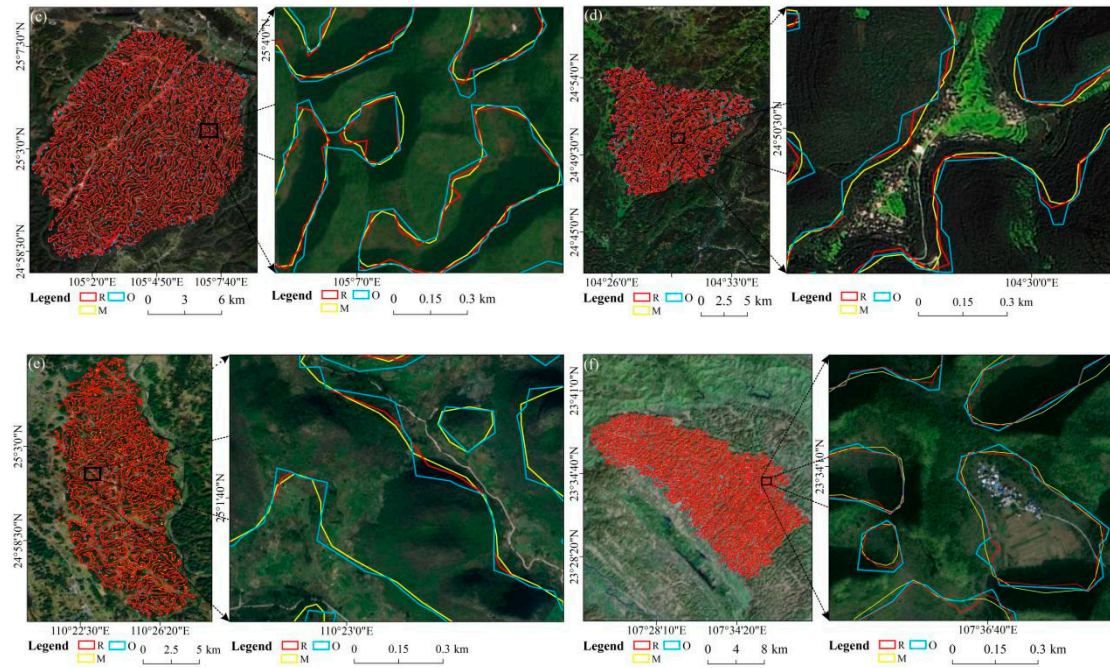 (c)
25°7'30"N
25°3'0"N
24°58'30"N
105°2'0"E 105°4'50"E 105°7'40"E
25°4'0"N
105°7'0"E
Legend R O M
0 3 6 km
0 0.15 0.3 km
(d)
24°54'0"N
24°49'30"N
24°45'0"N
104°26'0"E 104°33'0"E
24°50'30"N
104°30'0"E
Legend R O M
0 2.5 5 km
0 0.15 0.3 km
(e)
25°3'0"N
24°58'30"N
110°22'30"E 110°26'20"E
25°1'40"N
110°23'0"E
Legend R O M
0 2.5 5 km
0 0.15 0.3 km
(f)
23°41'0"N
23°34'40"N
23°28'20"N
107°28'10"E 107°34'20"E
23°34'10"N
107°36'40"E
Legend R O M
0 4 8 km
0 0.15 0.3 km